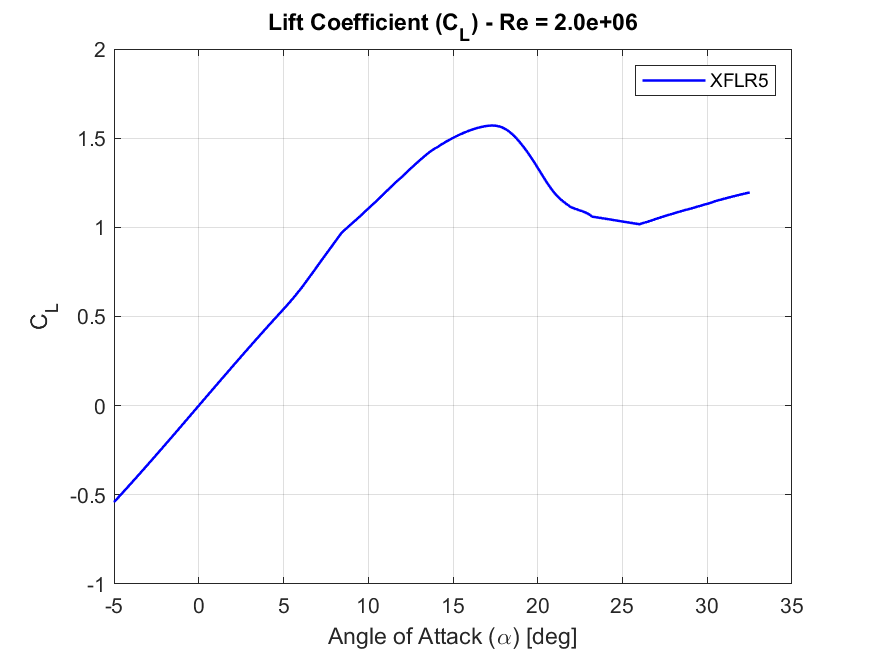 Lift Coefficient (C_L) - Re = 2.0e+06
XFLR5
2
1.5
1
0.5
0
-0.5
-1
C_L
-5 0 5 10 15 20 25 30 35
Angle of Attack (α) [deg]